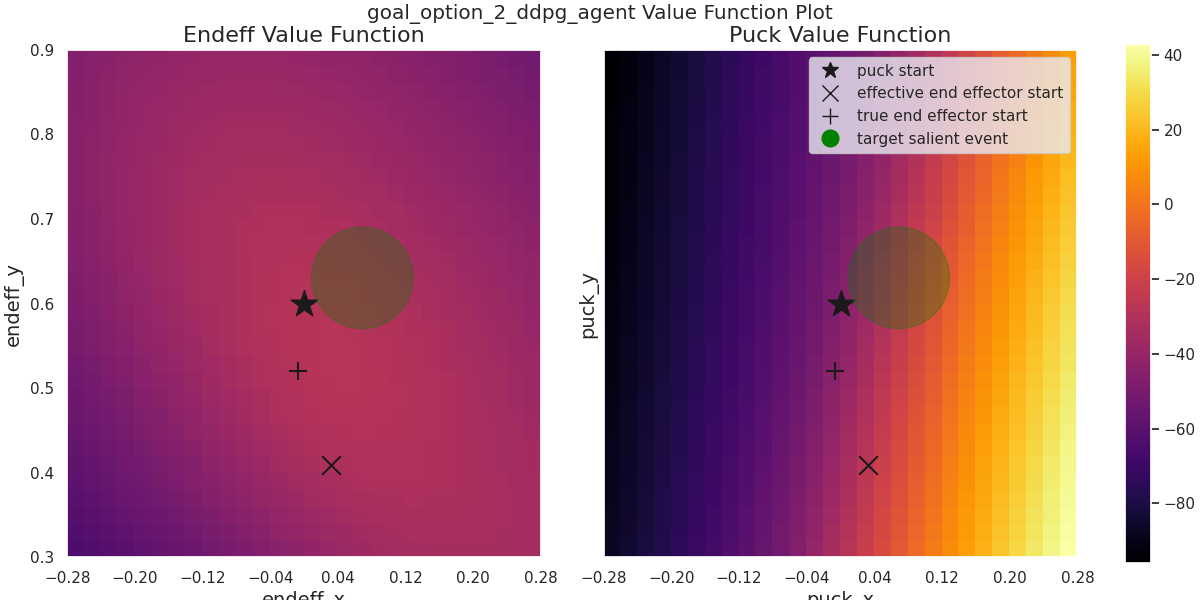 goal_option_2_ddpg_agent Value Function Plot
Endeff Value Function
Puck Value Function
endeff_y
0.9
0.8
0.7
0.6
0.5
0.4
0.3
−0.28 −0.20 −0.12 −0.04 0.04 0.12 0.20 0.28
endeff_x
puck_y
puck start
effective end effector start
true end effector start
target salient event
−0.28 −0.20 −0.12 −0.04 0.04 0.12 0.20 0.28
puck_x
40
20
0
−20
−40
−60
−80